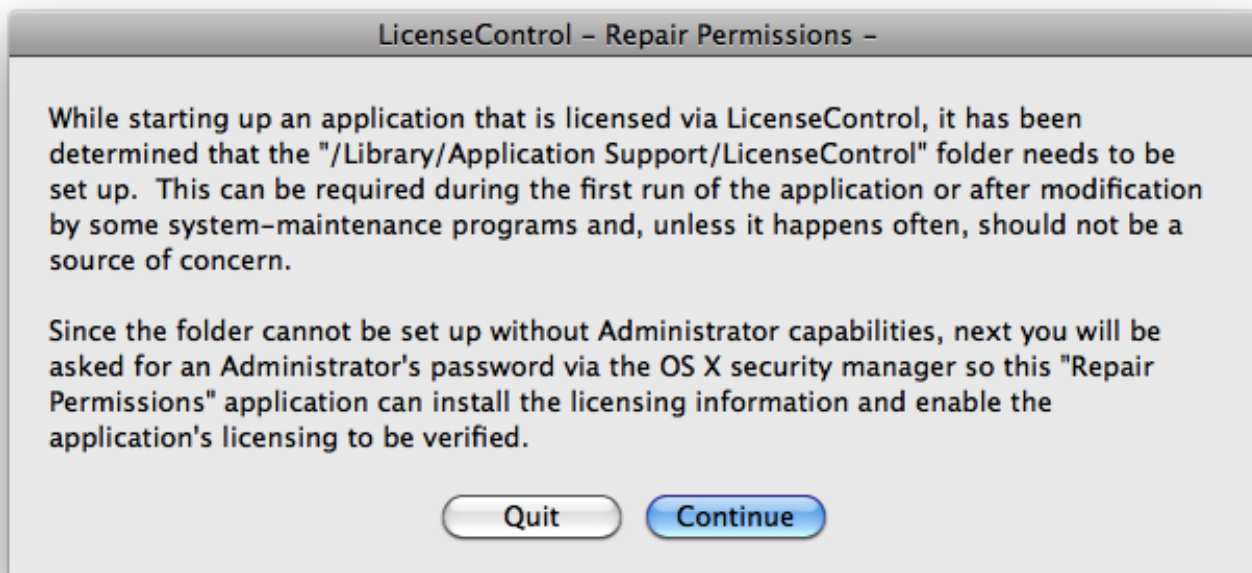 LicenseControl – Repair Permissions –
While starting up an application that is licensed via LicenseControl, it has been
determined that the "/Library/Application Support/LicenseControl" folder needs to be
set up.  This can be required during the first run of the application or after modification
by some system-maintenance programs and, unless it happens often, should not be a
source of concern.
Since the folder cannot be set up without Administrator capabilities, next you will be
asked for an Administrator's password via the OS X security manager so this "Repair
Permissions" application can install the licensing information and enable the
application's licensing to be verified.
Quit Continue